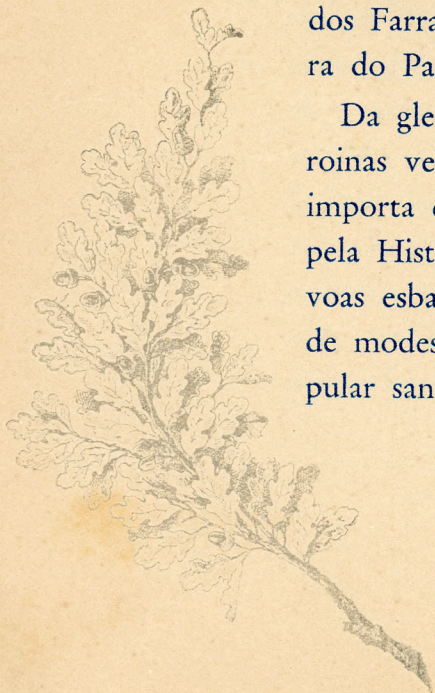 dos Farra
ra do Pa
Da gle
roinas ve
importa
pela Hist
voas esba
de modes
pular san